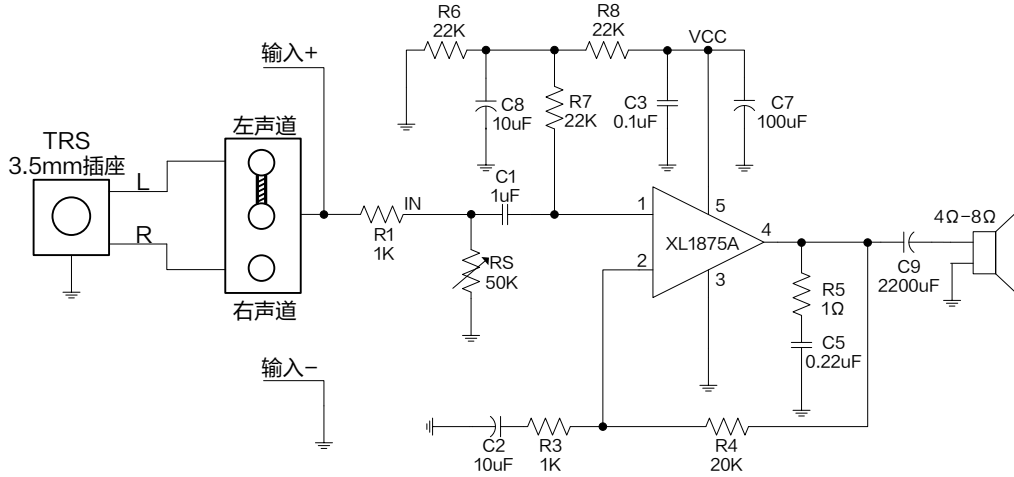 R6
22K
R8
22K
VCC
输入+
C8
10uF
R7
22K
C3
0.1uF
C7
100uF
TRS
3.5mm插座
左声道
L
R
C1
1uF
IN
R1
1K
RS
50K
1
2
5
XL1875A
3
4
4Ω-8Ω
C9
2200uF
R5
1Ω
C5
0.22uF
右声道
输入-
C2
10uF
R3
1K
R4
20K